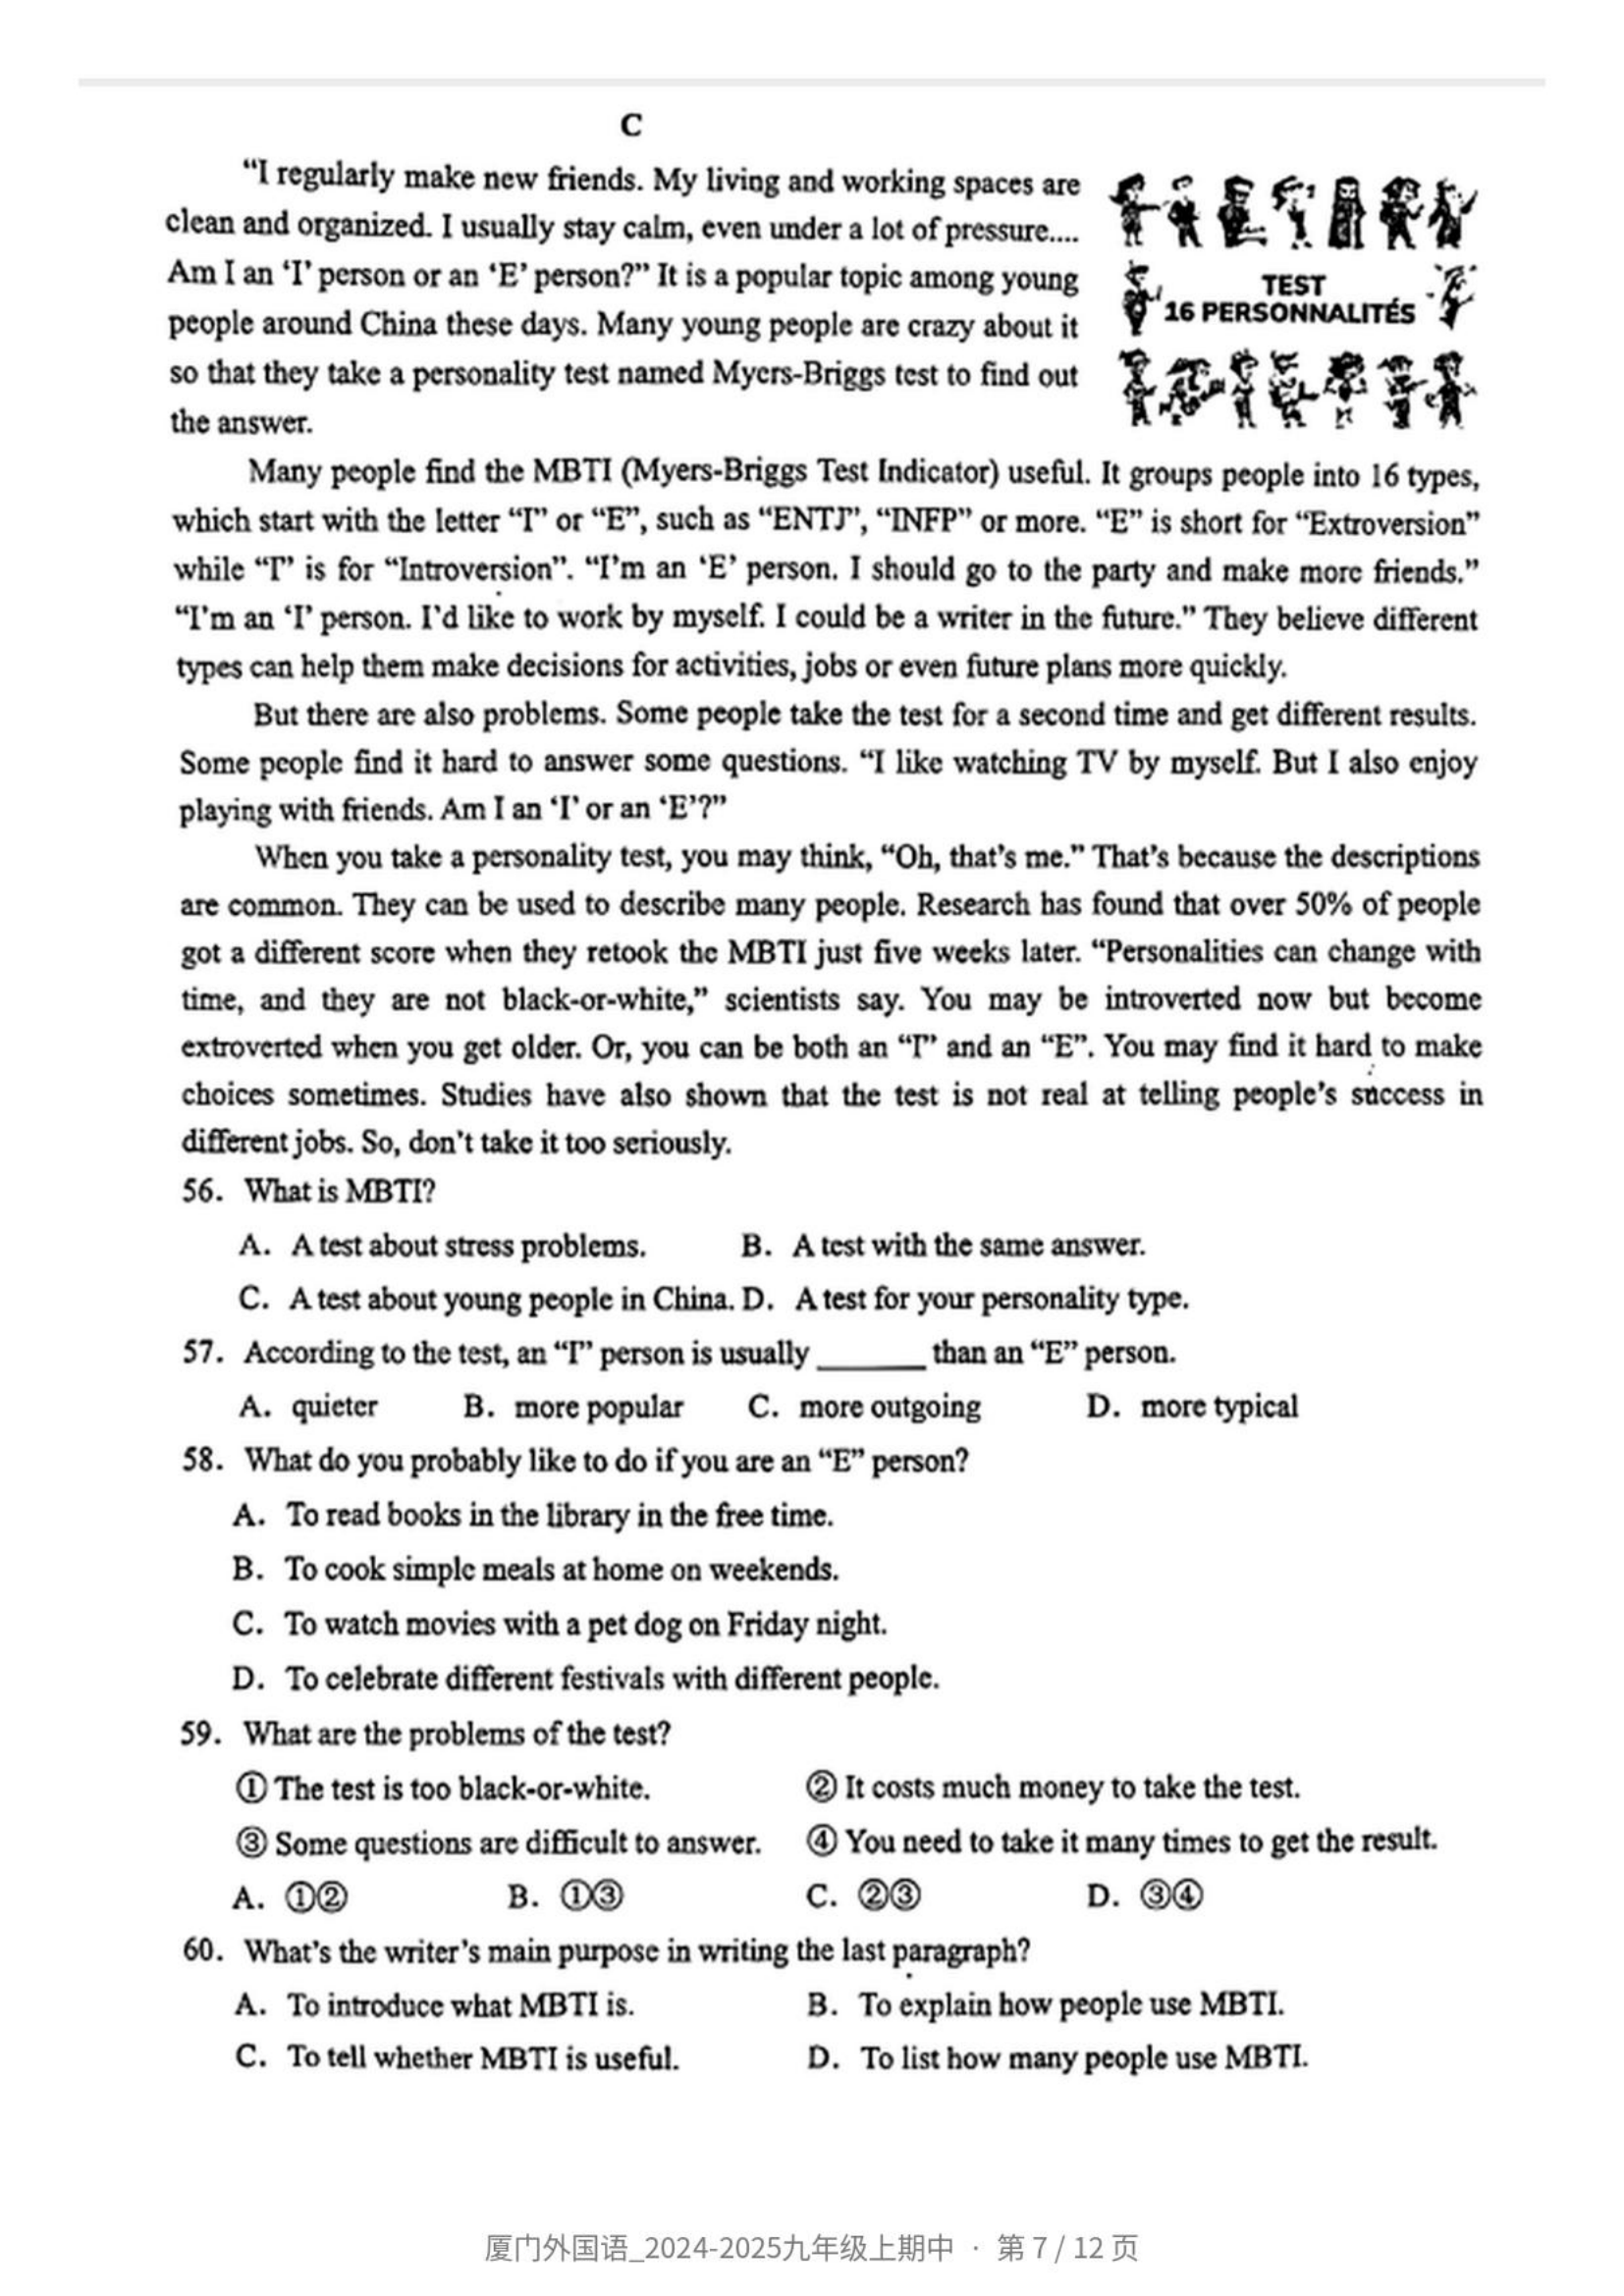 C
“I regularly make new friends. My living and working spaces are
clean and organized. I usually stay calm, even under a lot of pressure....
Am I an ‘I’ person or an ‘E’ person?” It is a popular topic among young
people around China these days. Many young people are crazy about it
so that they take a personality test named Myers-Briggs test to find out
the answer.
TEST
16 PERSONNALITÉS
Many people find the MBTI (Myers-Briggs Test Indicator) useful. It groups people into 16 types,
which start with the letter “I” or “E”, such as “ENTJ”, “INFP” or more. “E” is short for “Extroversion”
while “I” is for “Introversion”. “I’m an ‘E’ person. I should go to the party and make more friends.”
“I’m an ‘I’ person. I’d like to work by myself. I could be a writer in the future.” They believe different
types can help them make decisions for activities, jobs or even future plans more quickly.
But there are also problems. Some people take the test for a second time and get different results.
Some people find it hard to answer some questions. “I like watching TV by myself. But I also enjoy
playing with friends. Am I an ‘I’ or an ‘E’?”
When you take a personality test, you may think, “Oh, that’s me.” That’s because the descriptions
are common. They can be used to describe many people. Research has found that over 50% of people
got a different score when they retook the MBTI just five weeks later. “Personalities can change with
time, and they are not black-or-white,” scientists say. You may be introverted now but become
extroverted when you get older. Or, you can be both an “I” and an “E”. You may find it hard to make
choices sometimes. Studies have also shown that the test is not real at telling people’s success in
different jobs. So, don’t take it too seriously.
56. What is MBTI?
A. A test about stress problems. B. A test with the same answer.
C. A test about young people in China. D. A test for your personality type.
57. According to the test, an “I” person is usually ______ than an “E” person.
A. quieter B. more popular C. more outgoing D. more typical
58. What do you probably like to do if you are an “E” person?
A. To read books in the library in the free time.
B. To cook simple meals at home on weekends.
C. To watch movies with a pet dog on Friday night.
D. To celebrate different festivals with different people.
59. What are the problems of the test?
① The test is too black-or-white. ② It costs much money to take the test.
③ Some questions are difficult to answer. ④ You need to take it many times to get the result.
A. ①② B. ①③ C. ②③ D. ③④
60. What’s the writer’s main purpose in writing the last paragraph?
A. To introduce what MBTI is. B. To explain how people use MBTI.
C. To tell whether MBTI is useful. D. To list how many people use MBTI.
厦门外国语_2024-2025九年级上期中 · 第 7 / 12 页